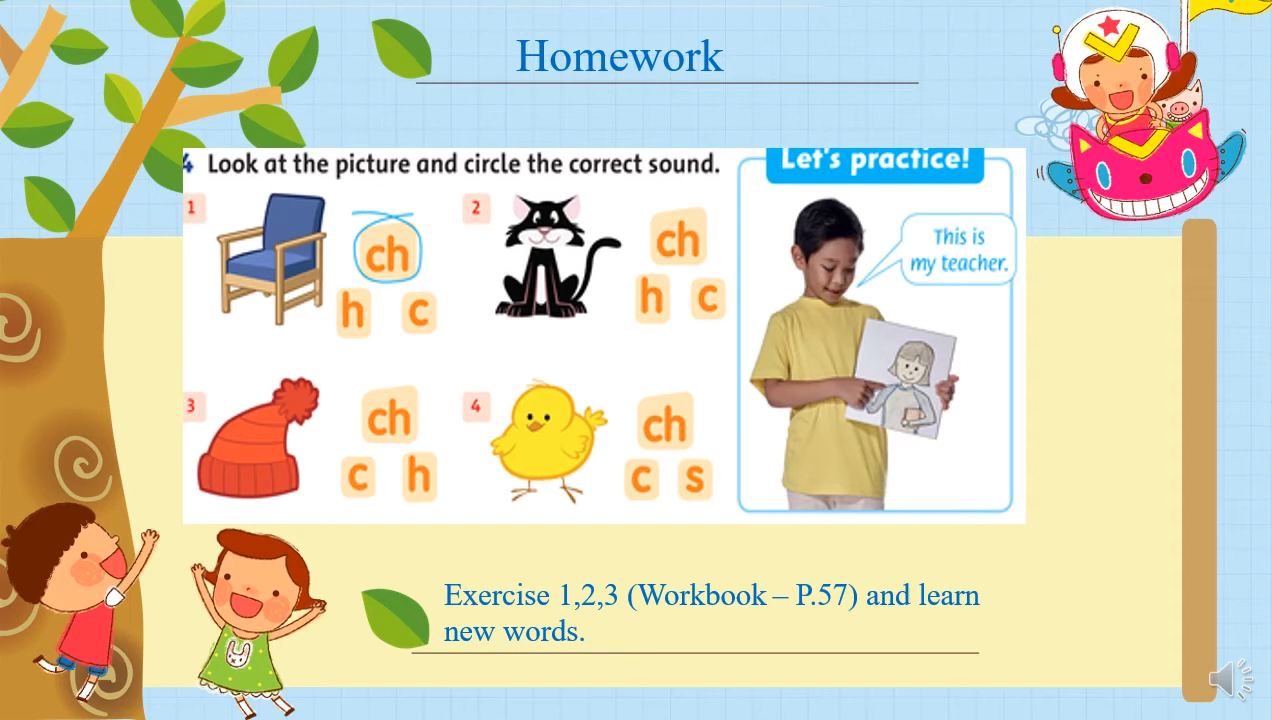 Homework
4 Look at the picture and circle the correct sound.
Let's practice!
1
ch
h c
2
ch
h c
This is
my teacher.
3
ch
c h
4
ch
c s
Exercise 1,2,3 (Workbook – P.57) and learn
new words.